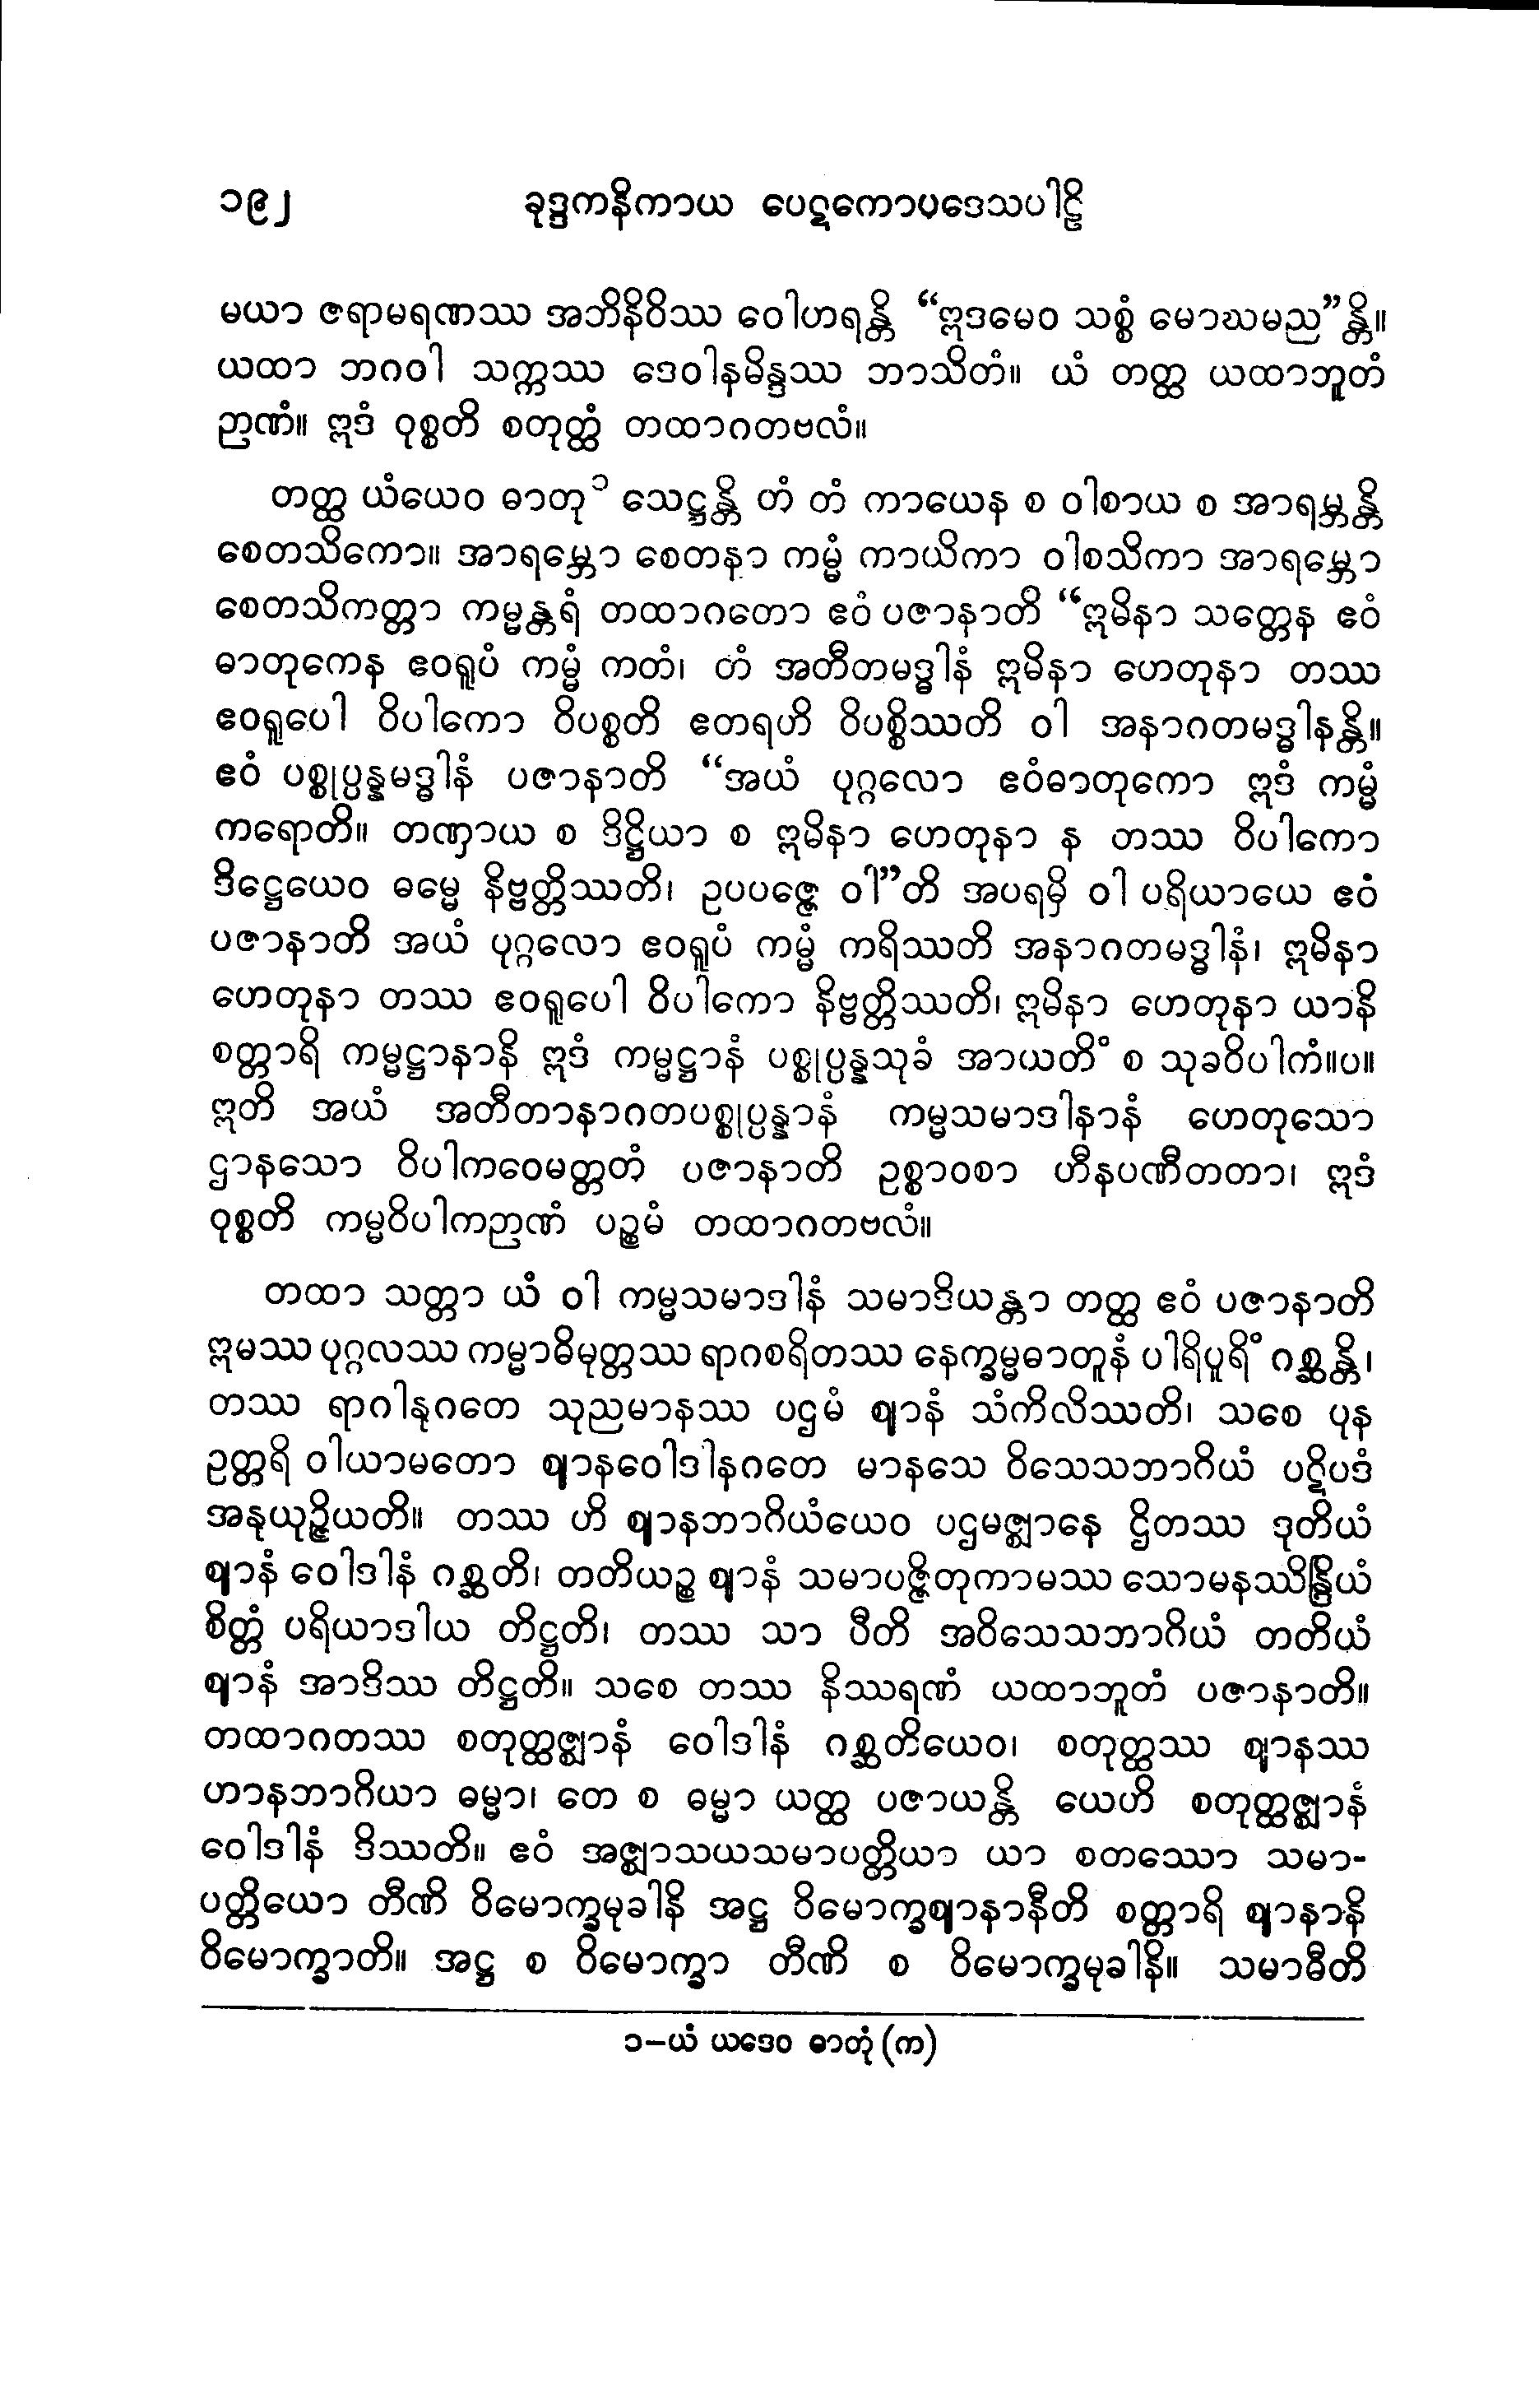 ၁၉၂ ခုဒ္ဒကနိကာယ ပေဋကောပဒေသပါဠိ
မယာ ဇရာမရဏဿ အဘိနိဝိဿ ဝေါဟရန္တိ “ဣဒမေဝ သစ္စံ မောဃမည”န္တိ။
ယထာ ဘဂဝါ သက္ကဿ ဒေဝါနမိန္ဒဿ ဘာသိတံ။ ယံ တတ္ထ ယထာဘူတံ
ဉာဏံ။ ဣဒံ ဝုစ္စတိ စတုတ္ထံ တထာဂတဗလံ။
တတ္ထ ယံယေဝ ဓာတု ၁ သေဋ္ဌန္တိ တံ တံ ကာယေန စ ဝါစာယ စ အာရမ္ဘန္တိ
စေတသိကော။ အာရမ္ဘော စေတနာ ကမ္မံ ကာယိကာ ဝါစသိကာ အာရမ္ဘော
စေတသိကတ္တာ ကမ္မန္တရံ တထာဂတော ဧဝံ ပဇာနာတိ “ဣမိနာ သတ္တေန ဧဝံ
ဓာတုကေန ဧဝရူပံ ကမ္မံ ကတံ၊ တံ အတီတမဒ္ဓါနံ ဣမိနာ ဟေတုနာ တဿ
ဧဝရူပေါ ဝိပါကော ဝိပစ္စတိ ဧတရဟိ ဝိပစ္စိဿတိ ဝါ အနာဂတမဒ္ဓါနန္တိ။
ဧဝံ ပစ္စုပ္ပန္နမဒ္ဓါနံ ပဇာနာတိ “အယံ ပုဂ္ဂလော ဧဝံဓာတုကော ဣဒံ ကမ္မံ
ကရောတိ။ တဏှာယ စ ဒိဋ္ဌိယာ စ ဣမိနာ ဟေတုနာ န တဿ ဝိပါကော
ဒိဋ္ဌေယေဝ ဓမ္မေ နိဗ္ဗတ္တိဿတိ၊ ဥပပဇ္ဇေ ဝါ”တိ အပရမှိ ဝါ ပရိယာယေ ဧဝံ
ပဇာနာတိ အယံ ပုဂ္ဂလော ဧဝရူပံ ကမ္မံ ကရိဿတိ အနာဂတမဒ္ဓါနံ၊ ဣမိနာ
ဟေတုနာ တဿ ဧဝရူပေါ ဝိပါကော နိဗ္ဗတ္တိဿတိ၊ ဣမိနာ ဟေတုနာ ယာနိ
စတ္တာရိ ကမ္မဋ္ဌာနာနိ ဣဒံ ကမ္မဋ္ဌာနံ ပစ္စုပ္ပန္နသုခံ အာယတိံ စ သုခဝိပါကံ။ပ။
ဣတိ အယံ အတီတာနာဂတပစ္စုပ္ပန္နာနံ ကမ္မသမာဒါနာနံ ဟေတုသော
ဌာနသော ဝိပါကဝေမတ္တတံ ပဇာနာတိ ဥစ္စာဝစာ ဟီနပဏီတတာ၊ ဣဒံ
ဝုစ္စတိ ကမ္မဝိပါကဉာဏံ ပဉ္စမံ တထာဂတဗလံ။
တထာ သတ္တာ ယံ ဝါ ကမ္မသမာဒါနံ သမာဒိယန္တာ တတ္ထ ဧဝံ ပဇာနာတိ
ဣမဿ ပုဂ္ဂလဿ ကမ္မာဓိမုတ္တဿ ရာဂစရိတဿ နေက္ခမ္မဓာတူနံ ပါရိပူရိံ ဂစ္ဆန္တိ၊
တဿ ရာဂါနုဂတေ သုညမာနဿ ပဌမံ ဈာနံ သံကိလိဿတိ၊ သစေ ပုန
ဥတ္တရိ ဝါယာမတော ဈာနဝေါဒါနဂတေ မာနသေ ဝိသေသဘာဂိယံ ပဋိပဒံ
အနုယုဉ္ဇိယတိ။ တဿ ဟိ ဈာနဘာဂိယံယေဝ ပဌမဇ္ဈာနေ ဌိတဿ ဒုတိယံ
ဈာနံ ဝေါဒါနံ ဂစ္ဆတိ၊ တတိယဉ္စ ဈာနံ သမာပဇ္ဇိတုကာမဿ သောမနဿိန္ဒြိယံ
စိတ္တံ ပရိယာဒါယ တိဋ္ဌတိ၊ တဿ သာ ပီတိ အဝိသေသဘာဂိယံ တတိယံ
ဈာနံ အာဒိဿ တိဋ္ဌတိ။ သစေ တဿ နိဿရဏံ ယထာဘူတံ ပဇာနာတိ။
တထာဂတဿ စတုတ္ထဇ္ဈာနံ ဝေါဒါနံ ဂစ္ဆတိယေဝ၊ စတုတ္ထဿ ဈာနဿ
ဟာနဘာဂိယာ ဓမ္မာ၊ တေ စ ဓမ္မာ ယတ္ထ ပဇာယန္တိ ယေဟိ စတုတ္ထဇ္ဈာနံ
ဝေါဒါနံ ဒိဿတိ။ ဧဝံ အဇ္ဈာသယသမာပတ္တိယာ ယာ စတဿော သမာ-
ပတ္တိယော တီဏိ ဝိမောက္ခမုခါနိ အဋ္ဌ ဝိမောက္ခဈာနာနီတိ စတ္တာရိ ဈာနာနိ
ဝိမောက္ခာတိ။ အဋ္ဌ စ ဝိမောက္ခာ တီဏိ စ ဝိမောက္ခမုခါနိ။ သမာဓီတိ
၁-ယံ ယဒေဝ ဓာတုံ (က)